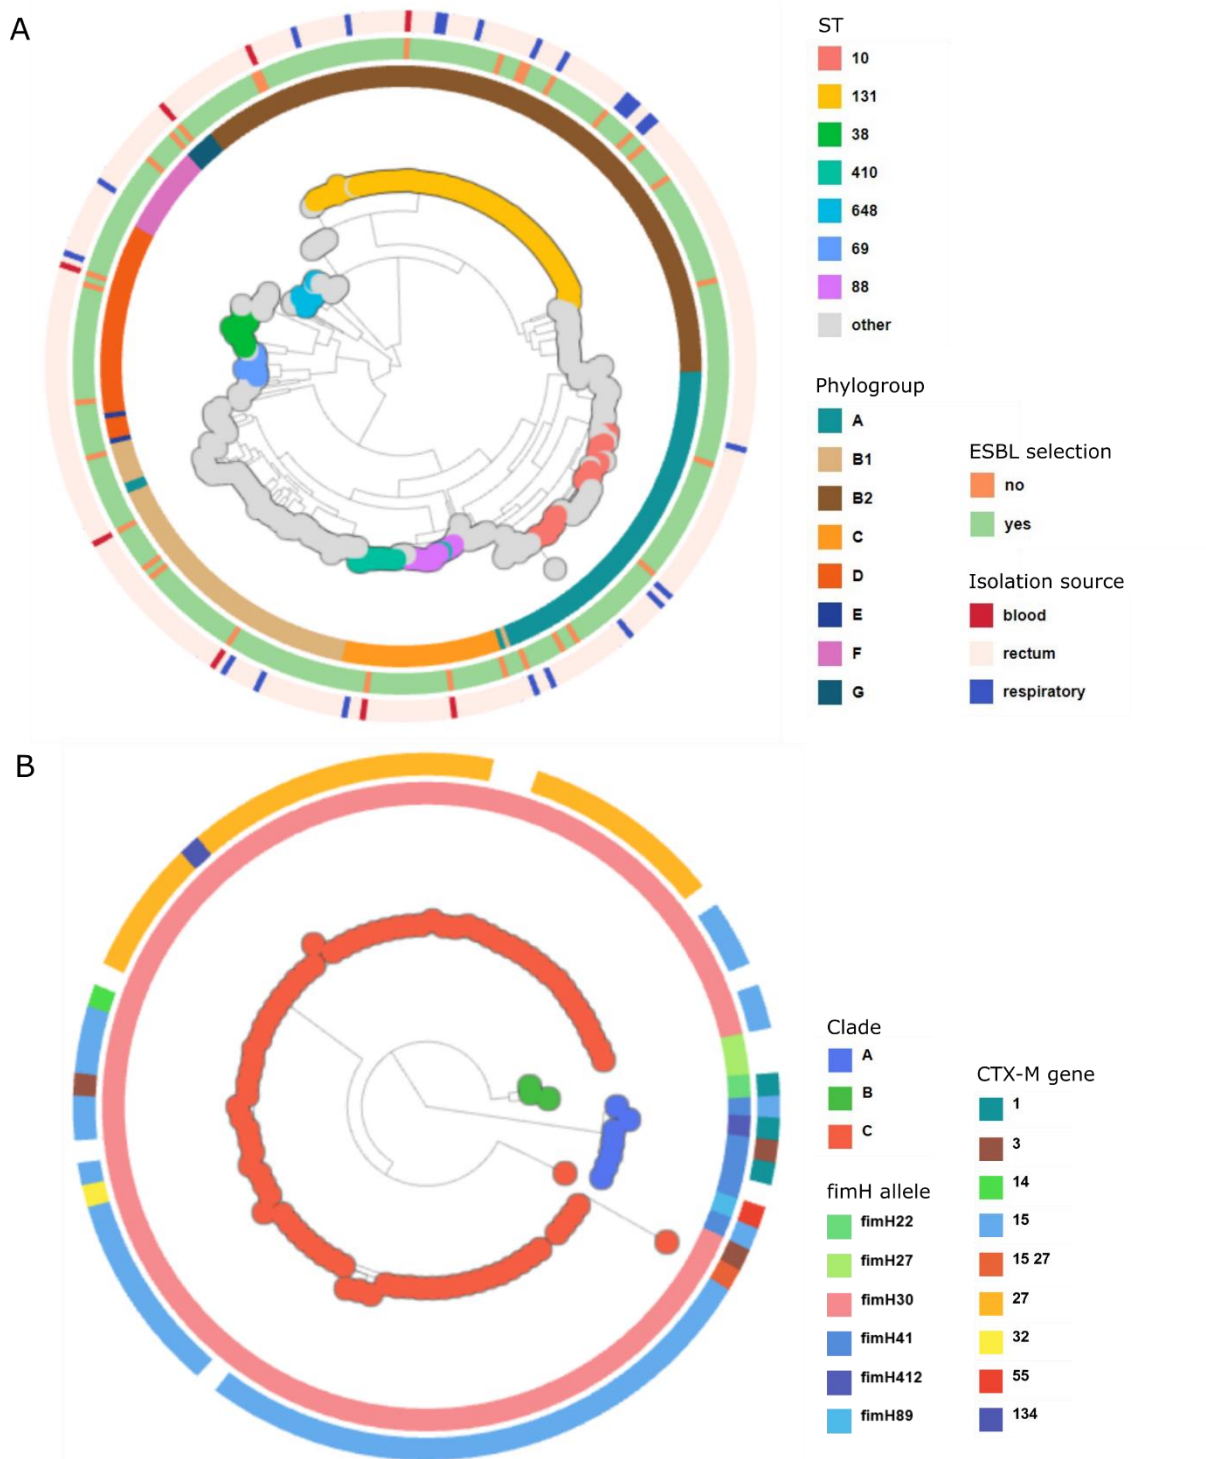 A
ST
10
131
38
410
648
69
88
other
Phylogroup
A
B1
B2
C
D
E
F
G
ESBL selection
no
yes
Isolation source
blood
rectum
respiratory
B
Clade
A
B
C
fimH allele
fimH22
fimH27
fimH30
fimH41
fimH412
fimH89
CTX-M gene
1
3
14
15
15 27
27
32
55
134